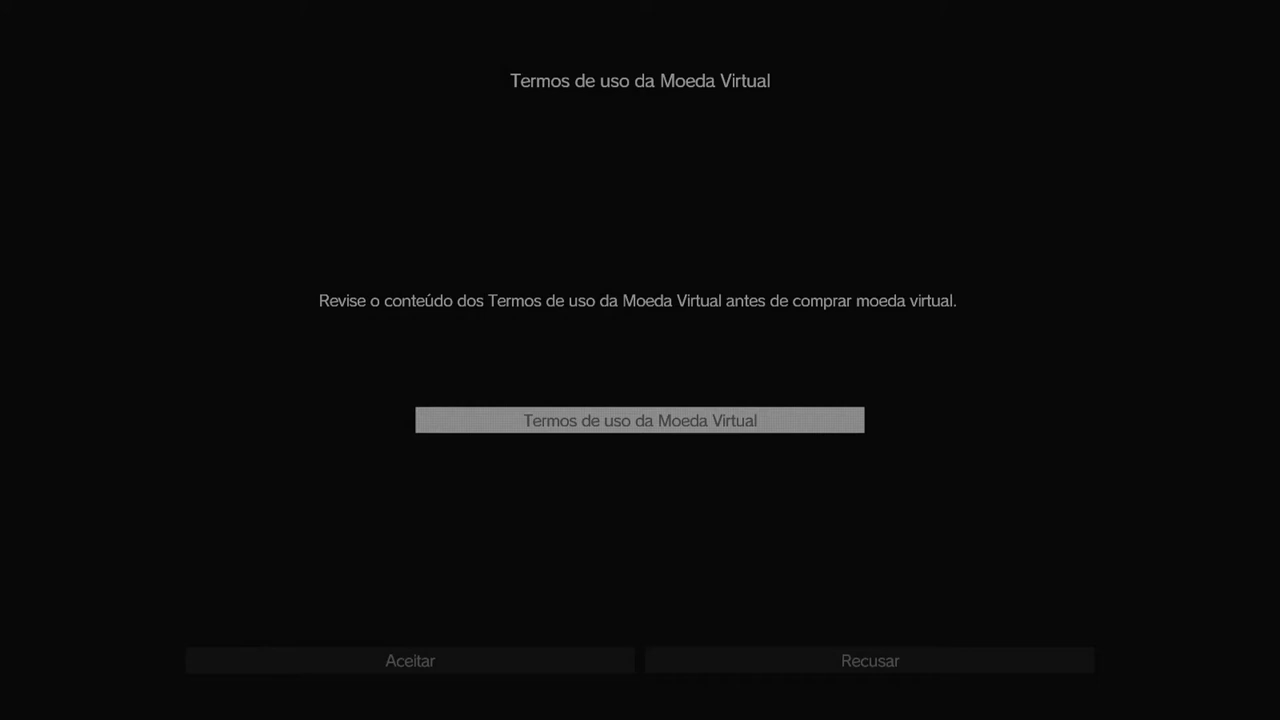 Termos de uso da Moeda Virtual
Revise o conteúdo dos Termos de uso da Moeda Virtual antes de comprar moeda virtual.
Termos de uso da Moeda Virtual
Aceitar
Recusar